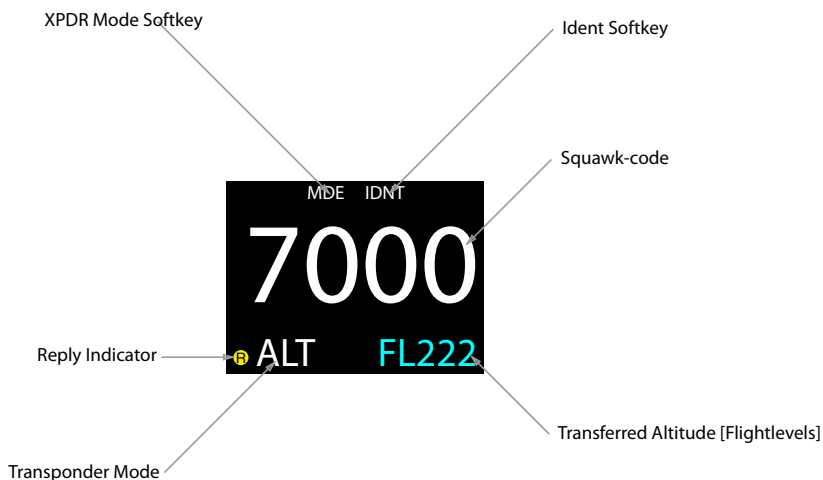 XPDR Mode Softkey
Ident Softkey
Squawk-code
MDE IDNT
7000
Reply Indicator
R ALT FL222
Transferred Altitude [Flightlevels]
Transponder Mode